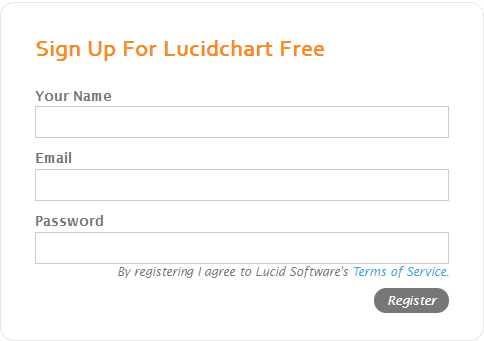 Sign Up For Lucidchart Free
Your Name
Email
Password
By registering I agree to Lucid Software's Terms of Service.
Register